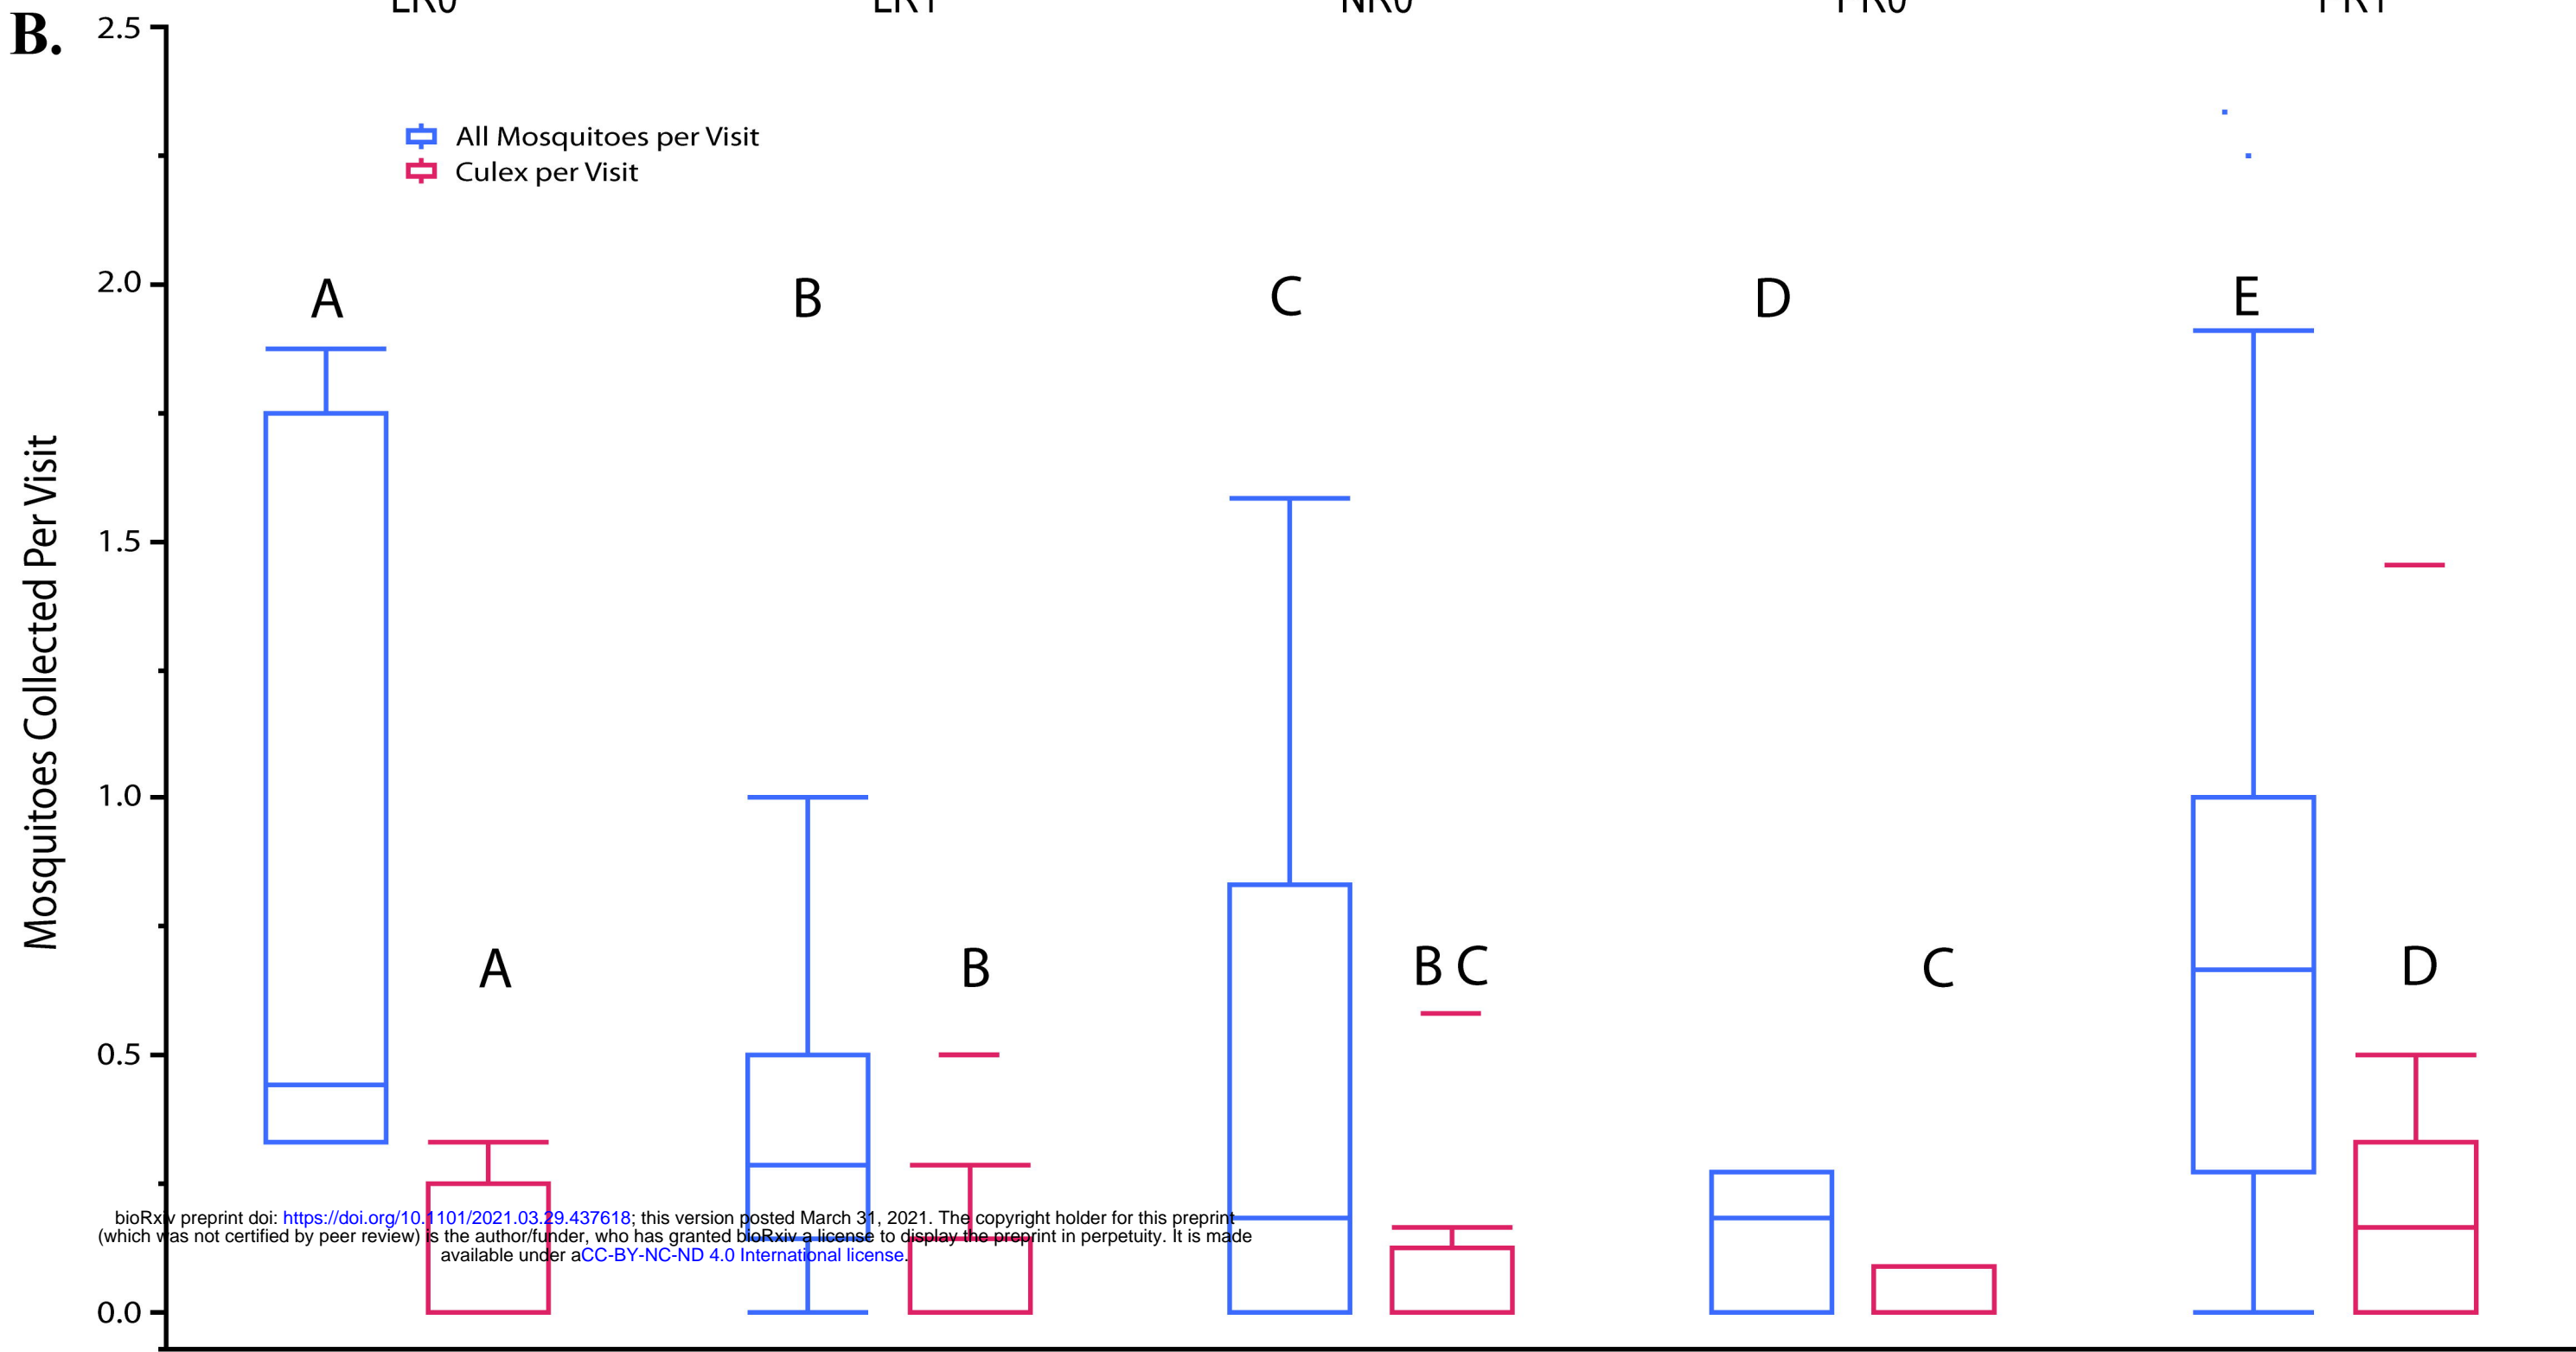 B.
2.5
All Mosquitoes per Visit
Culex per Visit
2.0
A B C D E
1.5
Mosquitoes Collected Per Visit
1.0
A B B C C D
0.5
bioRxiv preprint doi: https://doi.org/10.1101/2021.03.29.437618; this version posted March 31, 2021. The copyright holder for this preprint
(which was not certified by peer review) is the author/funder, who has granted bioRxiv a license to display the preprint in perpetuity. It is made
available under aCC-BY-NC-ND 4.0 International license.
0.0